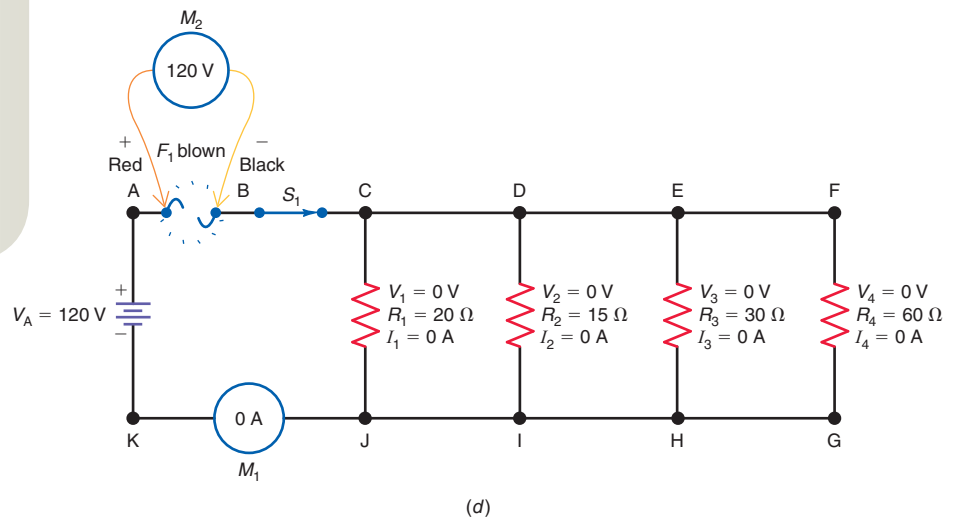 M2
120 V
+
−
F1 blown
Red
Black
A
B
S1
C
D
E
F
+
VA = 120 V
−
V1 = 0 V
R1 = 20 Ω
I1 = 0 A
V2 = 0 V
R2 = 15 Ω
I2 = 0 A
V3 = 0 V
R3 = 30 Ω
I3 = 0 A
V4 = 0 V
R4 = 60 Ω
I4 = 0 A
0 A
K
J
I
H
G
M1
(d)